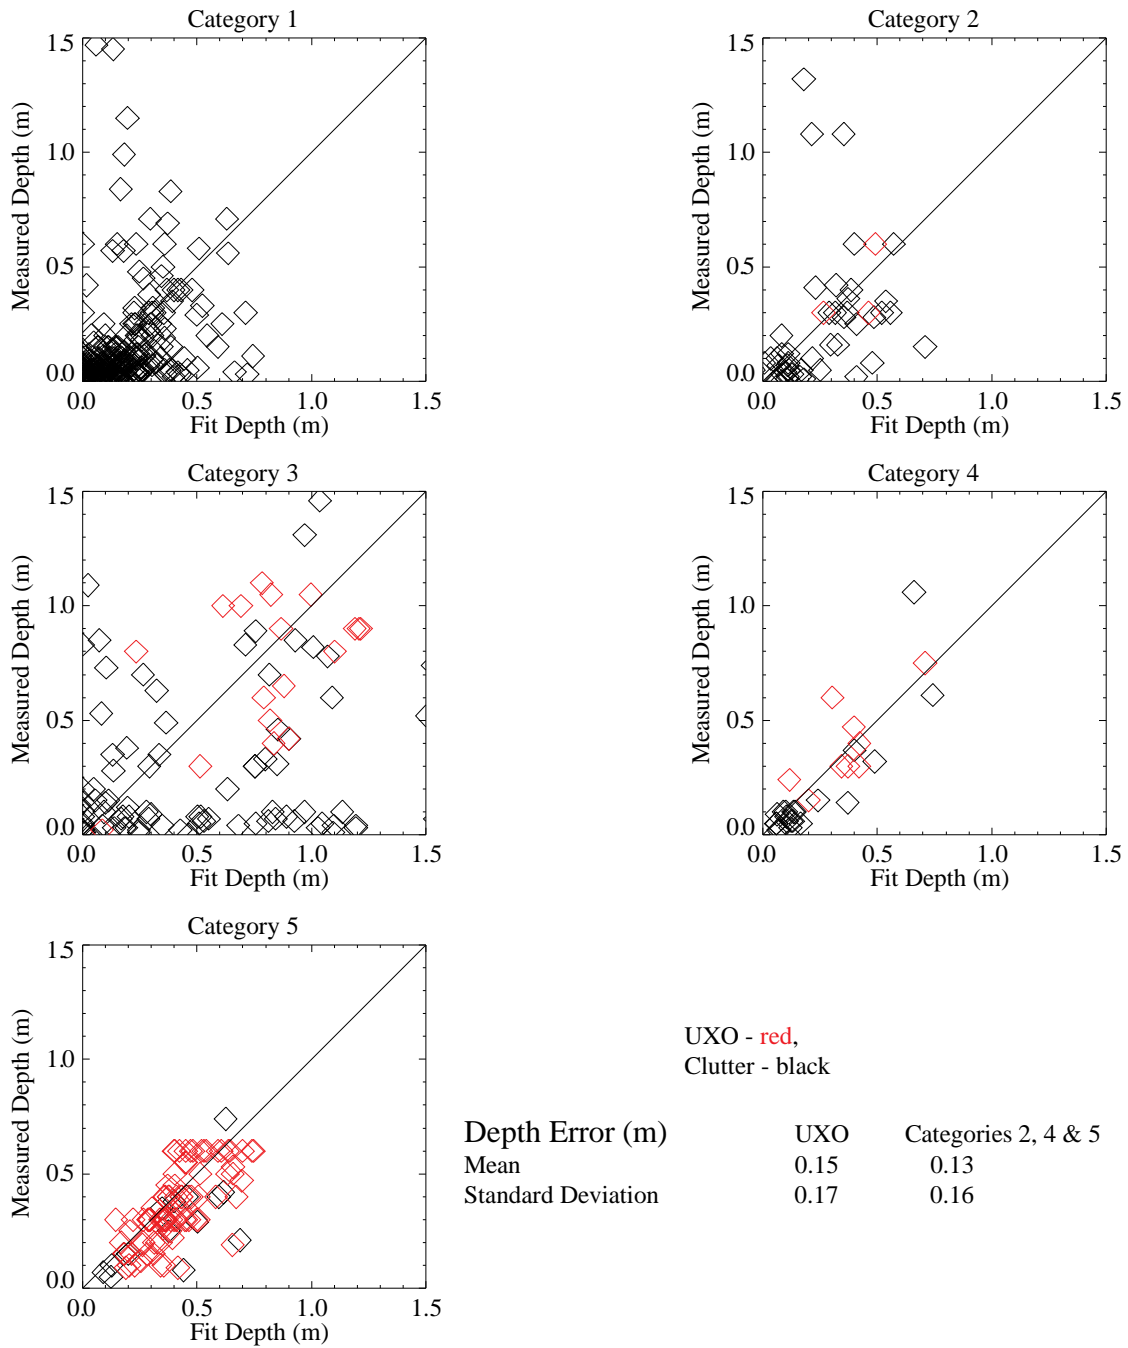 Category 1
1.5
1.0
0.5
0.0
Measured Depth (m)
0.0 0.5 1.0 1.5
Fit Depth (m)
Category 2
1.5
1.0
0.5
0.0
Measured Depth (m)
0.0 0.5 1.0 1.5
Fit Depth (m)
Category 3
1.5
1.0
0.5
0.0
Measured Depth (m)
0.0 0.5 1.0 1.5
Fit Depth (m)
Category 4
1.5
1.0
0.5
0.0
Measured Depth (m)
0.0 0.5 1.0 1.5
Fit Depth (m)
Category 5
1.5
1.0
0.5
0.0
Measured Depth (m)
0.0 0.5 1.0 1.5
Fit Depth (m)
UXO - red,
Clutter - black
Depth Error (m) UXO Categories 2, 4 & 5
Mean 0.15 0.13
Standard Deviation 0.17 0.16